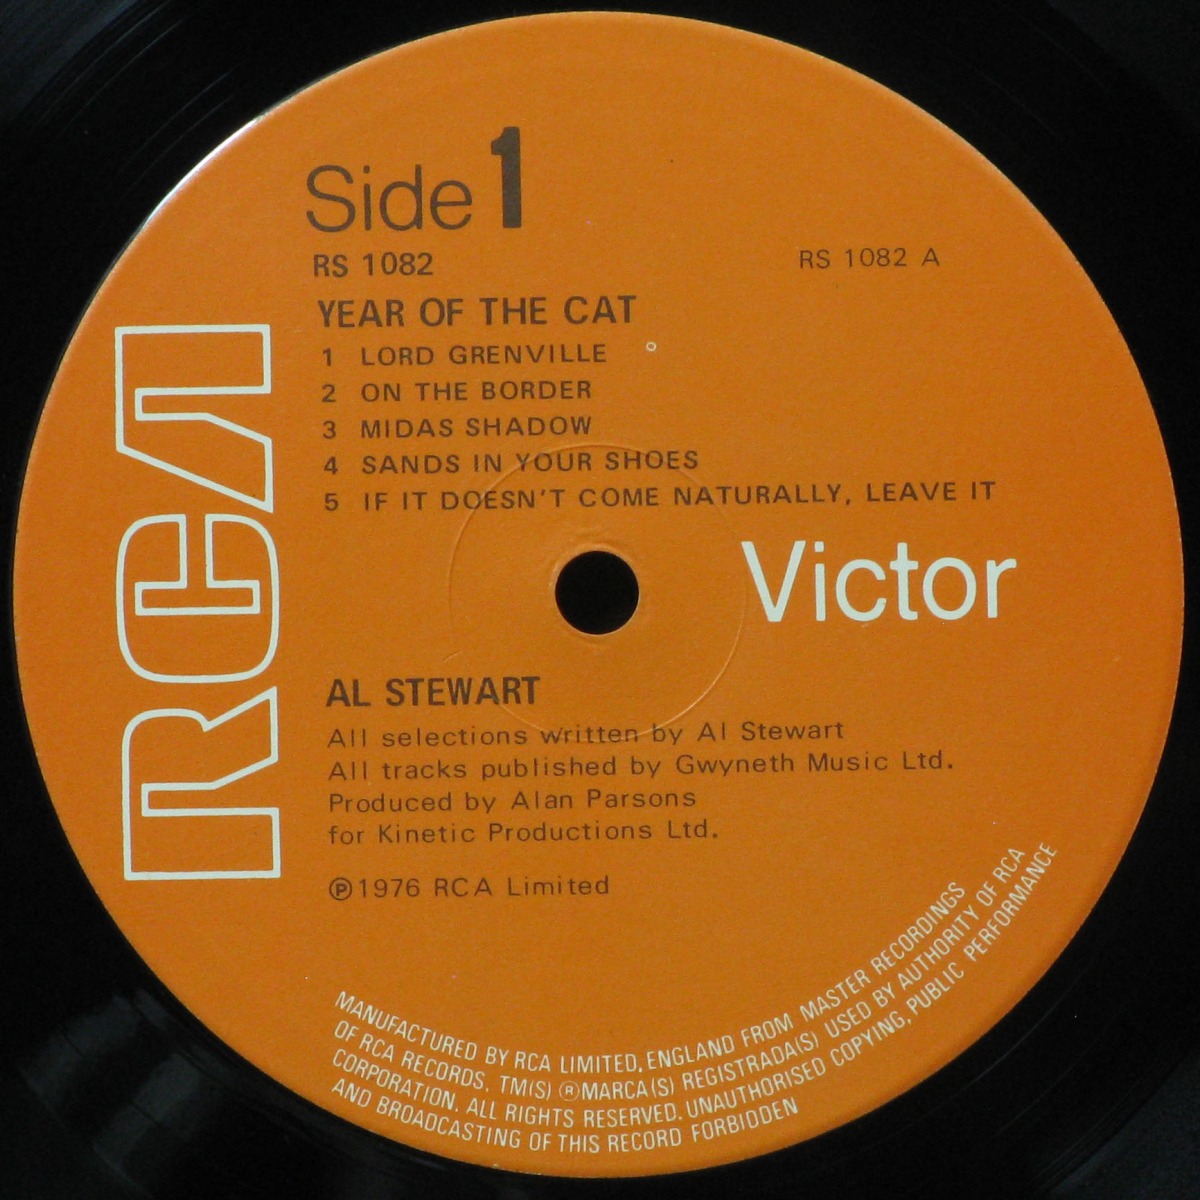 Side 1
RS 1082
RS 1082 A
YEAR OF THE CAT
1 LORD GRENVILLE
2 ON THE BORDER
3 MIDAS SHADOW
4 SANDS IN YOUR SHOES
5 IF IT DOESN'T COME NATURALLY, LEAVE IT
RCA
Victor
AL STEWART
All selections written by Al Stewart
All tracks published by Gwyneth Music Ltd.
Produced by Alan Parsons
for Kinetic Productions Ltd.
℗1976 RCA Limited
MANUFACTURED BY RCA LIMITED, ENGLAND FROM MASTER RECORDINGS
OF RCA RECORDS. TM(S) ®MARCA(S) REGISTRADA(S) USED BY AUTHORITY OF RCA
CORPORATION. ALL RIGHTS RESERVED. UNAUTHORISED COPYING, PUBLIC PERFORMANCE
AND BROADCASTING OF THIS RECORD FORBIDDEN